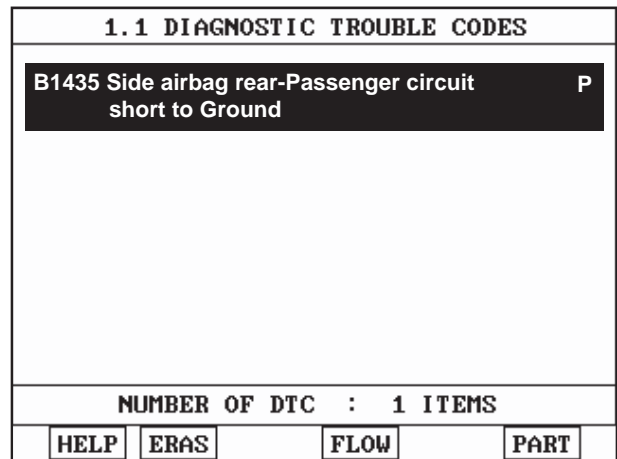 1.1 DIAGNOSTIC TROUBLE CODES
B1435 Side airbag rear-Passenger circuit P
short to Ground
NUMBER OF DTC : 1 ITEMS
HELP ERAS FLOW PART